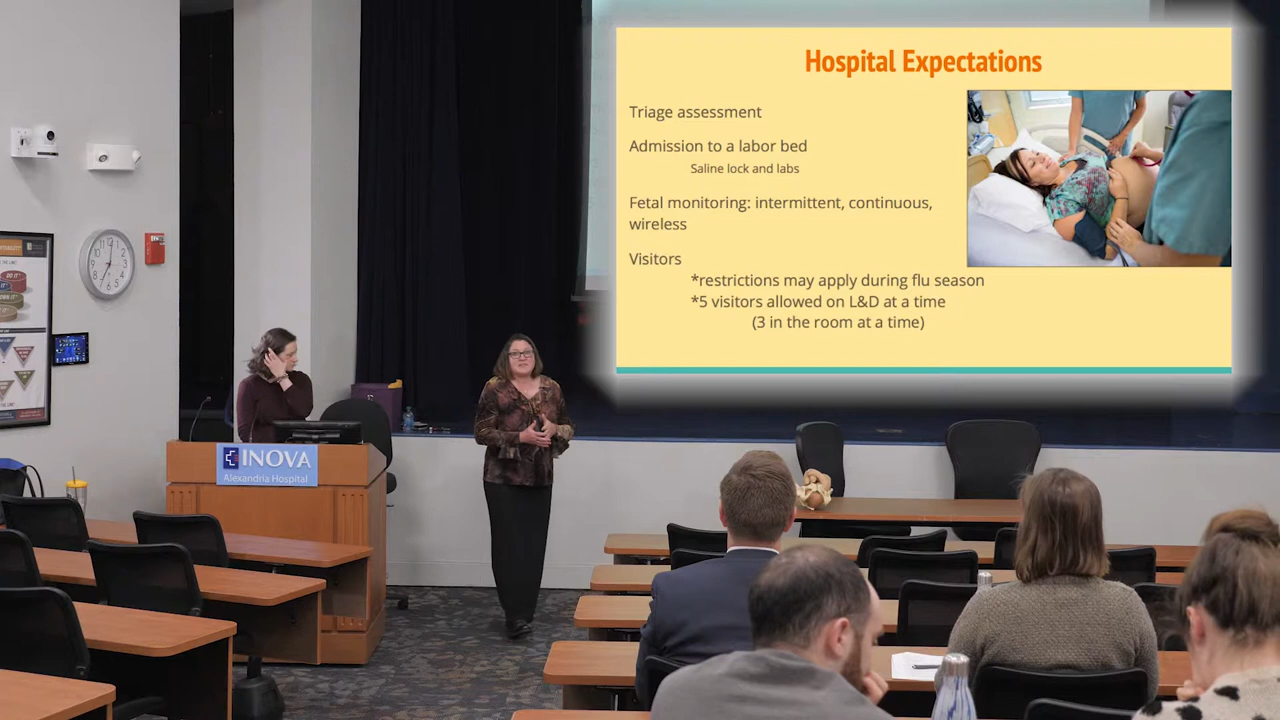 Hospital Expectations
Triage assessment
Admission to a labor bed
Saline lock and labs
Fetal monitoring: intermittent, continuous,
wireless
Visitors
*restrictions may apply during flu season
*5 visitors allowed on L&D at a time
(3 in the room at a time)
INOVA
Alexandria Hospital